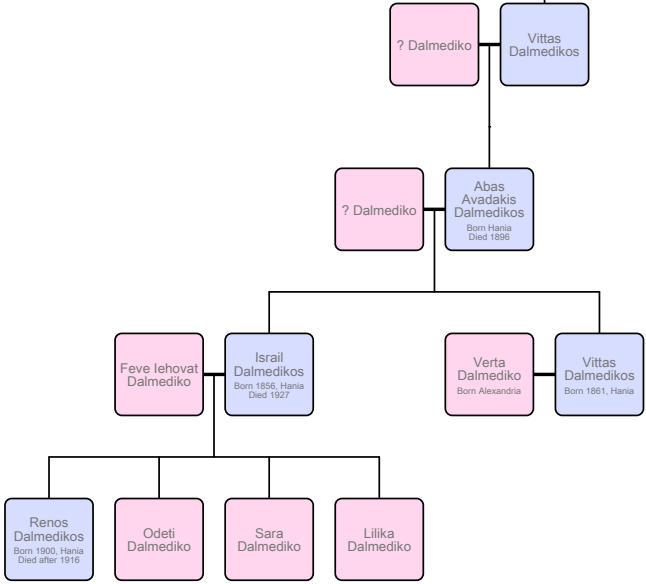 ? Dalmediko
Vittas
Dalmedikos
? Dalmediko
Abas
Avadakis
Dalmedikos
Born Hania
Died 1896
Feve Iehovat
Dalmediko
Israil
Dalmedikos
Born 1856, Hania
Died 1927
Verta
Dalmediko
Born Alexandria
Vittas
Dalmedikos
Born 1861, Hania
Renos
Dalmedikos
Born 1900, Hania
Died after 1916
Odeti
Dalmediko
Sara
Dalmediko
Lilika
Dalmediko